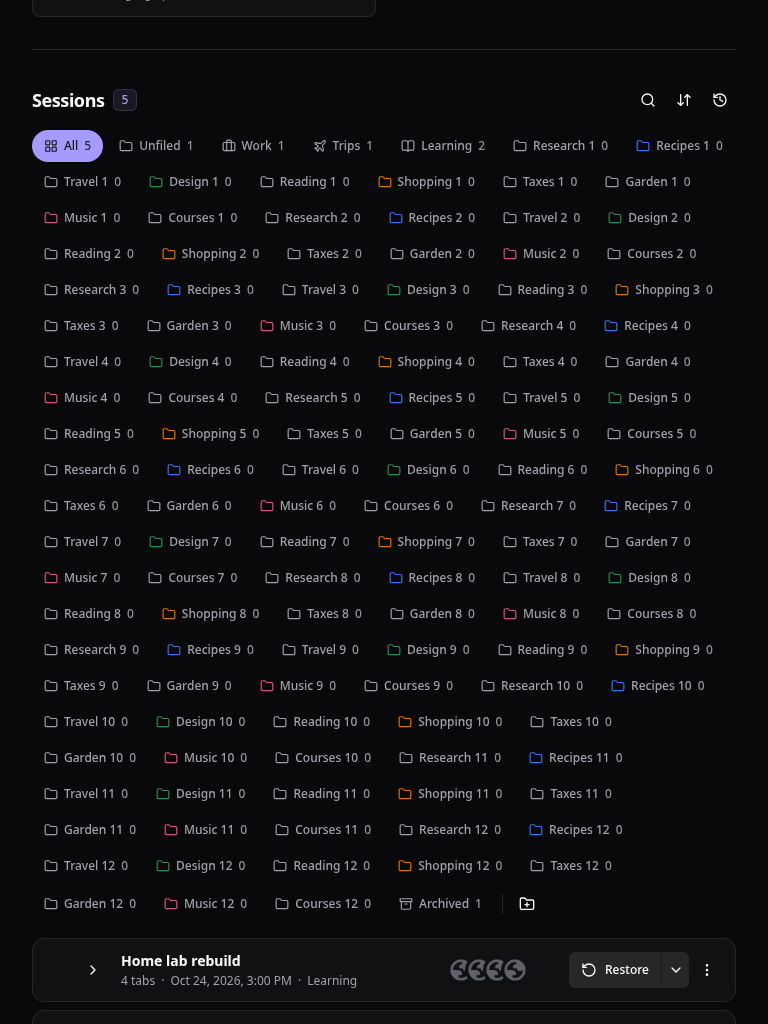 Sessions 5
All 5 Unfiled 1 Work 1 Trips 1 Learning 2 Research 1 0 Recipes 1 0
Travel 1 0 Design 1 0 Reading 1 0 Shopping 1 0 Taxes 1 0 Garden 1 0
Music 1 0 Courses 1 0 Research 2 0 Recipes 2 0 Travel 2 0 Design 2 0
Reading 2 0 Shopping 2 0 Taxes 2 0 Garden 2 0 Music 2 0 Courses 2 0
Research 3 0 Recipes 3 0 Travel 3 0 Design 3 0 Reading 3 0 Shopping 3 0
Taxes 3 0 Garden 3 0 Music 3 0 Courses 3 0 Research 4 0 Recipes 4 0
Travel 4 0 Design 4 0 Reading 4 0 Shopping 4 0 Taxes 4 0 Garden 4 0
Music 4 0 Courses 4 0 Research 5 0 Recipes 5 0 Travel 5 0 Design 5 0
Reading 5 0 Shopping 5 0 Taxes 5 0 Garden 5 0 Music 5 0 Courses 5 0
Research 6 0 Recipes 6 0 Travel 6 0 Design 6 0 Reading 6 0 Shopping 6 0
Taxes 6 0 Garden 6 0 Music 6 0 Courses 6 0 Research 7 0 Recipes 7 0
Travel 7 0 Design 7 0 Reading 7 0 Shopping 7 0 Taxes 7 0 Garden 7 0
Music 7 0 Courses 7 0 Research 8 0 Recipes 8 0 Travel 8 0 Design 8 0
Reading 8 0 Shopping 8 0 Taxes 8 0 Garden 8 0 Music 8 0 Courses 8 0
Research 9 0 Recipes 9 0 Travel 9 0 Design 9 0 Reading 9 0 Shopping 9 0
Taxes 9 0 Garden 9 0 Music 9 0 Courses 9 0 Research 10 0 Recipes 10 0
Travel 10 0 Design 10 0 Reading 10 0 Shopping 10 0 Taxes 10 0
Garden 10 0 Music 10 0 Courses 10 0 Research 11 0 Recipes 11 0
Travel 11 0 Design 11 0 Reading 11 0 Shopping 11 0 Taxes 11 0
Garden 11 0 Music 11 0 Courses 11 0 Research 12 0 Recipes 12 0
Travel 12 0 Design 12 0 Reading 12 0 Shopping 12 0 Taxes 12 0
Garden 12 0 Music 12 0 Courses 12 0 Archived 1
Home lab rebuild
4 tabs · Oct 24, 2026, 3:00 PM · Learning
Restore